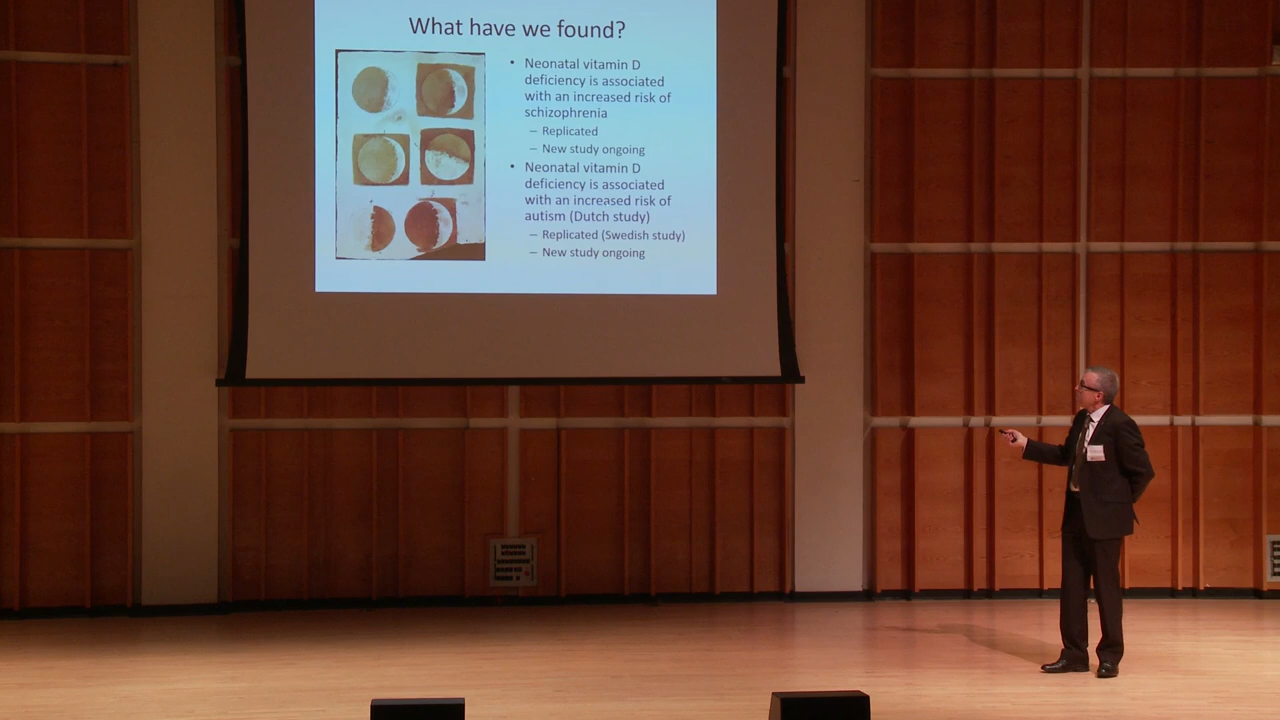 What have we found?
• Neonatal vitamin D
deficiency is associated
with an increased risk of
schizophrenia
– Replicated
– New study ongoing
• Neonatal vitamin D
deficiency is associated
with an increased risk of
autism (Dutch study)
– Replicated (Swedish study)
– New study ongoing